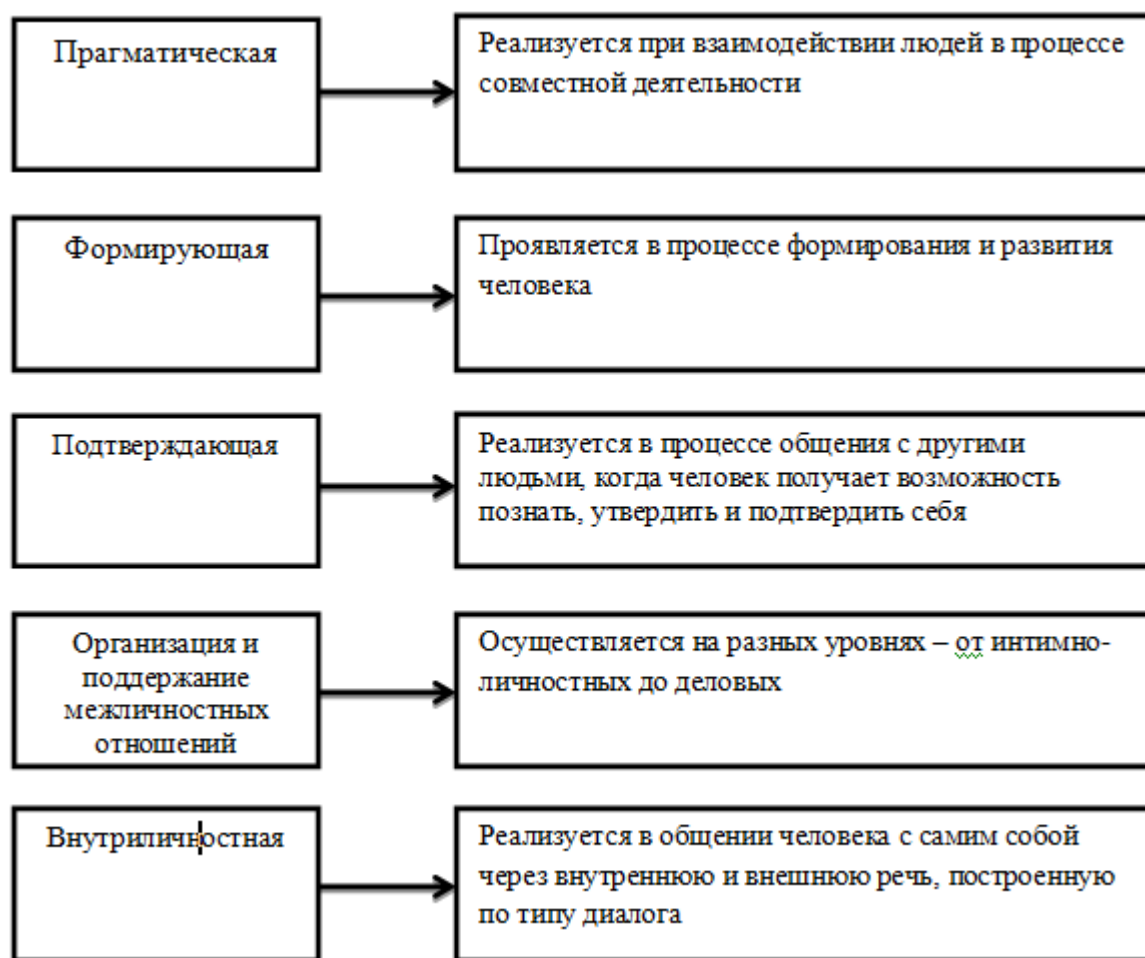 Прагматическая
Реализуется при взаимодействии людей в процессе
совместной деятельности
Формирующая
Проявляется в процессе формирования и развития
человека
Подтверждающая
Реализуется в процессе общения с другими
людьми, когда человек получает возможность
познать, утвердить и подтвердить себя
Организация и
поддержание
межличностных
отношений
Осуществляется на разных уровнях – от интимно-
личностных до деловых
Внутриличностная
Реализуется в общении человека с самим собой
через внутреннюю и внешнюю речь, построенную
по типу диалога